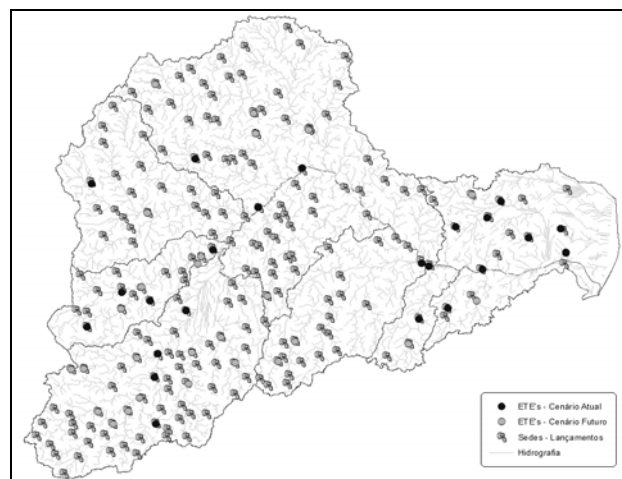 ETE's - Cenário Atual
ETE's - Cenário Futuro
Sedes - Lançamentos
Hidrografia